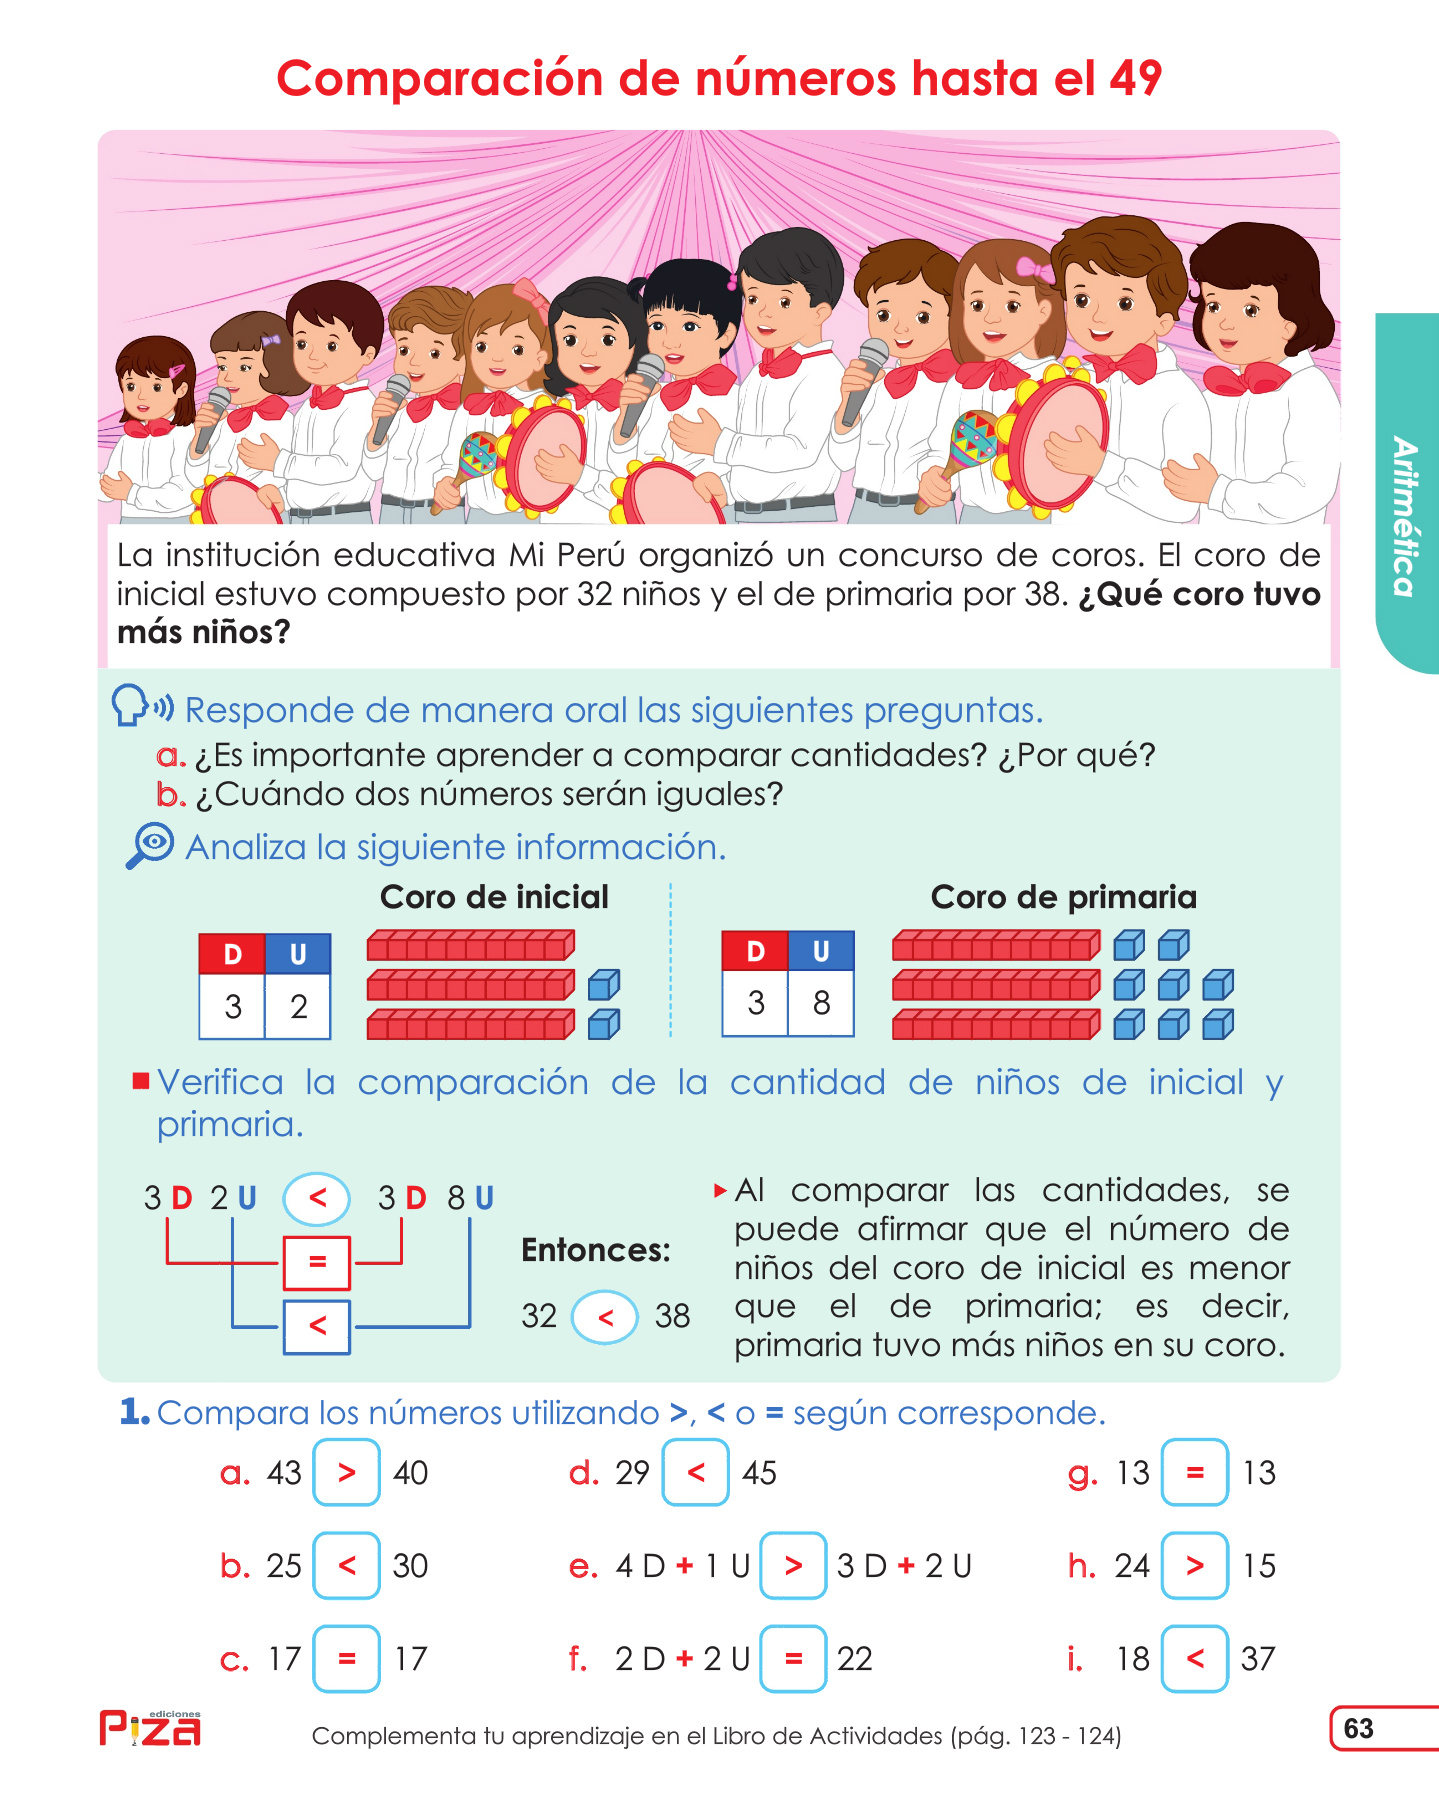 Comparación de números hasta el 49
La institución educativa Mi Perú organizó un concurso de coros. El coro de
inicial estuvo compuesto por 32 niños y el de primaria por 38. ¿Qué coro tuvo
más niños?
Aritmética
Responde de manera oral las siguientes preguntas.
a. ¿Es importante aprender a comparar cantidades? ¿Por qué?
b. ¿Cuándo dos números serán iguales?
Analiza la siguiente información.
Coro de inicial
D U
3 2
Coro de primaria
D U
3 8
Verifica la comparación de la cantidad de niños de inicial y
primaria.
3 D 2 U < 3 D 8 U
=
<
Entonces:
32 < 38
Al comparar las cantidades, se
puede afirmar que el número de
niños del coro de inicial es menor
que el de primaria; es decir,
primaria tuvo más niños en su coro.
1. Compara los números utilizando >, < o = según corresponde.
a. 43 > 40
d. 29 < 45
g. 13 = 13
b. 25 < 30
e. 4 D + 1 U > 3 D + 2 U
h. 24 > 15
c. 17 = 17
f. 2 D + 2 U = 22
i. 18 < 37
ediciones
Piza
Complementa tu aprendizaje en el Libro de Actividades (pág. 123 - 124)
63